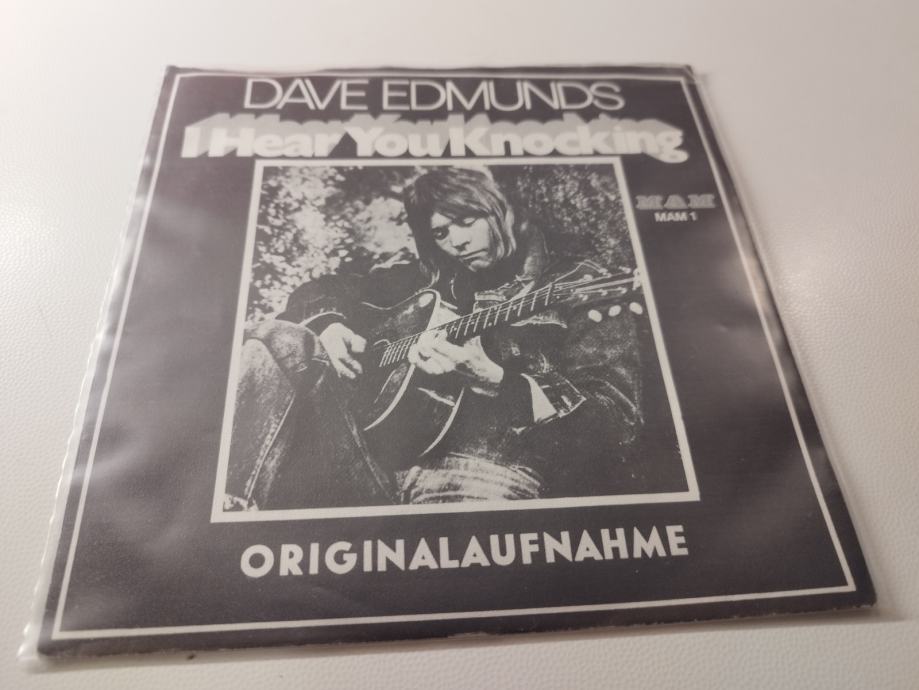 DAVE EDMUNDS
I Hear You Knocking
MAM
MAM 1
ORIGINALAUFNAHME